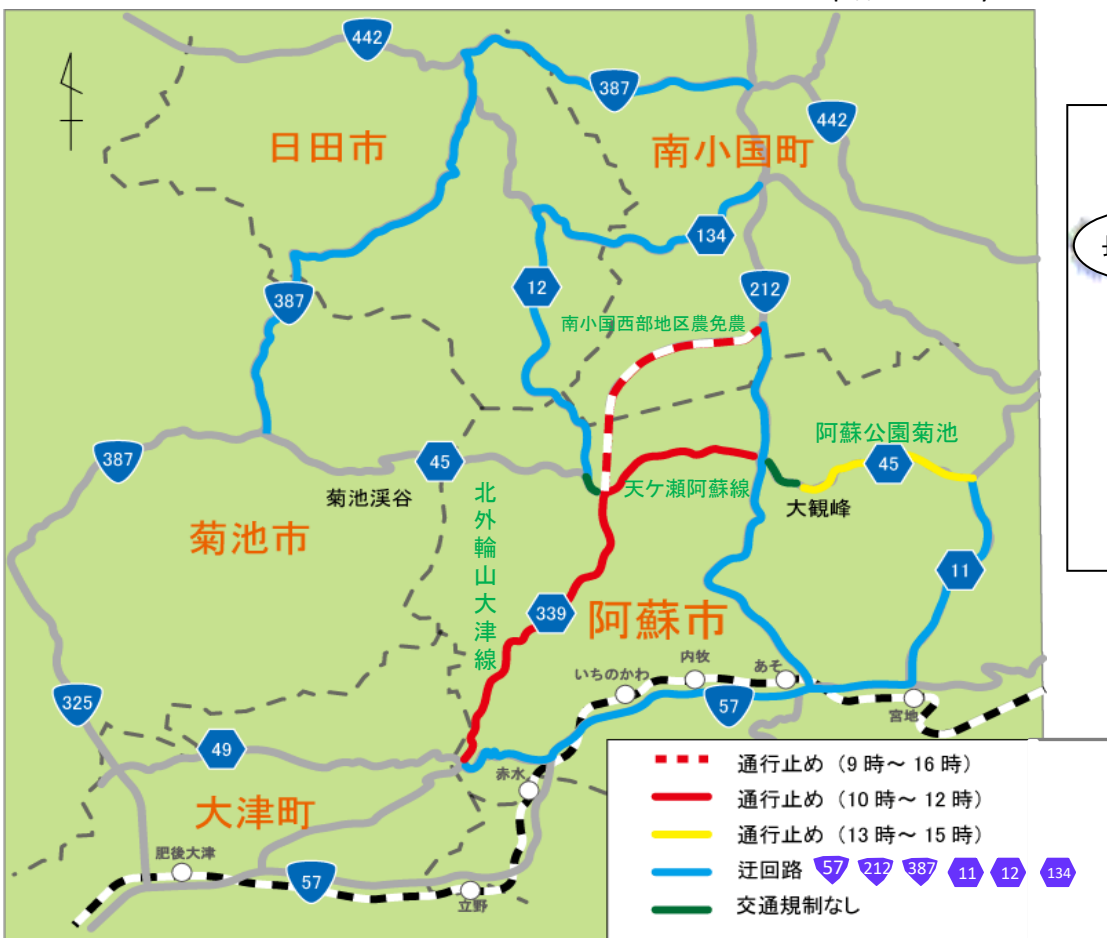 442
387
442
日田市
南小国町
134
12
212
387
南小国西部地区農免農
阿蘇公園菊池
387
45
45
菊池渓谷
天ケ瀬阿蘇線
大観峰
北外輪山大津線
菊池市
11
339
阿蘇市
いちのかわ
内牧
あそ
57
宮地
325
49
赤水
大津町
肥後大津
57
立野
通行止め (9時～16時)
通行止め (10時～12時)
通行止め (13時～15時)
迂回路 57 212 387 11 12 134
交通規制なし